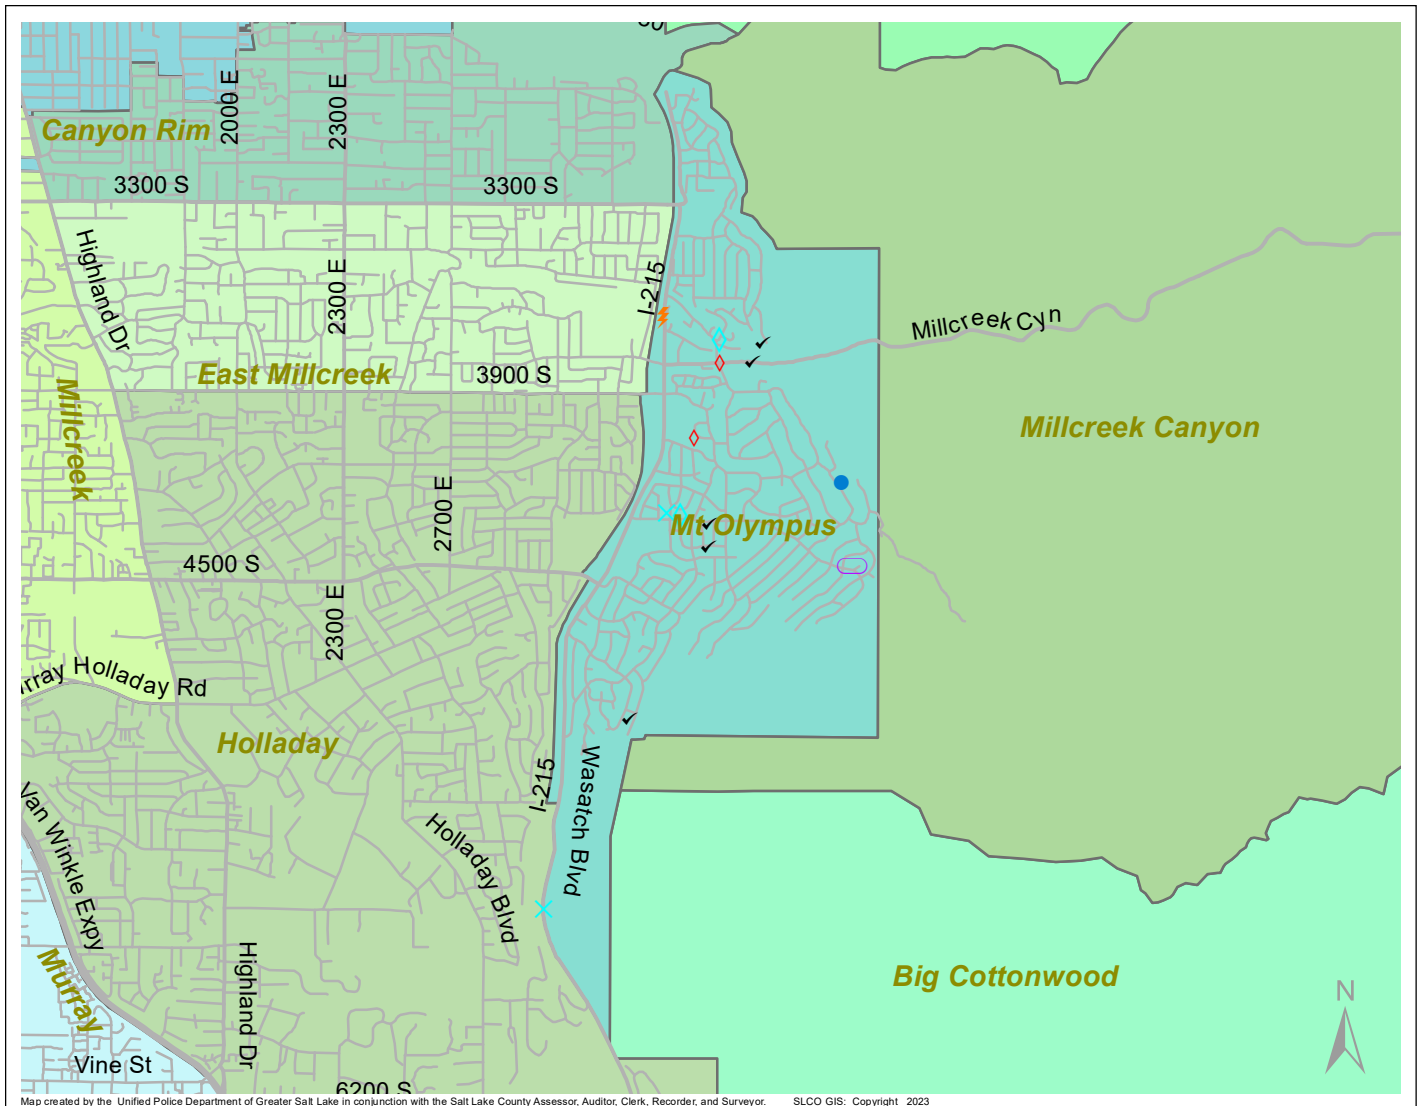 2000 E
2300 E
Canyon Rim
3300 S
3300 S
Highland Dr
2300 E
I-215
Millcreek Cyn
East Millcreek
3900 S
Millcreek
Millcreek Canyon
2700 E
Mt Olympus
4500 S
2300 E
rray Holladay Rd
Holladay
I-215
Wasatch Blvd
Van Winkle Expy
Holladay Blvd
Highland Dr
Murray
Big Cottonwood
N
Vine St
6200 S
Map created by the Unified Police Department of Greater Salt Lake in conjunction with the Salt Lake County Assessor, Auditor, Clerk, Recorder, and Surveyor. SLCO GIS: Copyright 2023